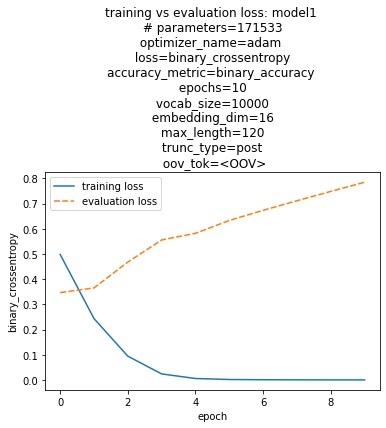 training vs evaluation loss: model1
# parameters=171533
optimizer_name=adam
loss=binary_crossentropy
accuracy_metric=binary_accuracy
epochs=10
vocab_size=10000
embedding_dim=16
max_length=120
trunc_type=post
oov_tok=<OOV>
training loss
evaluation loss
binary_crossentropy
0.8
0.7
0.6
0.5
0.4
0.3
0.2
0.1
0.0
0 2 4 6 8
epoch